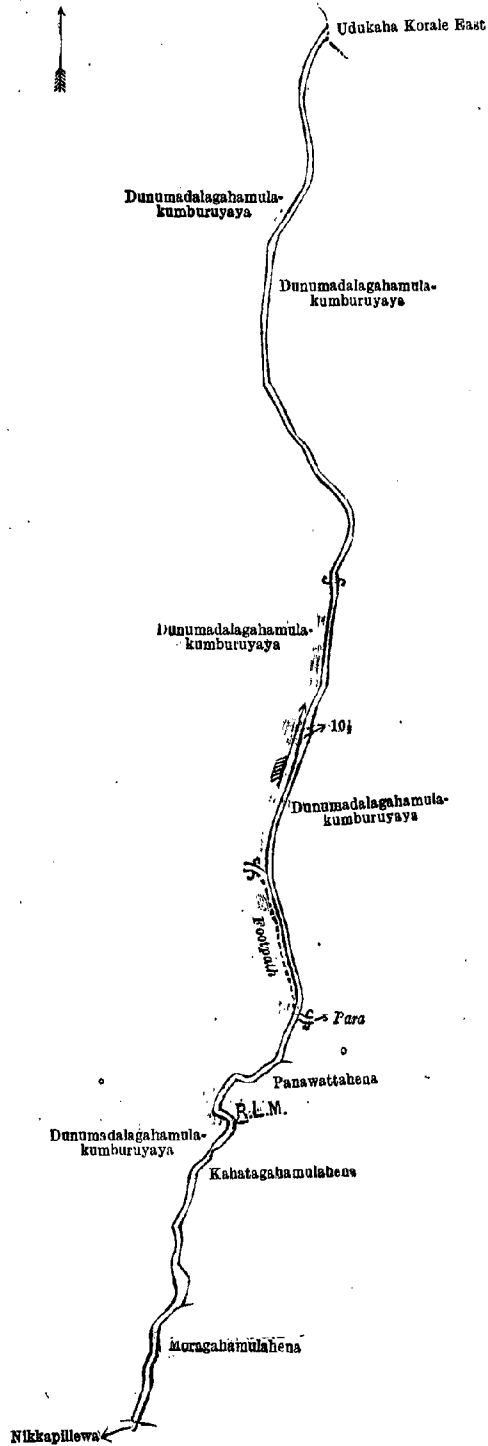 Udukaha Korale East
Dunumadalagahamula-
kumburuyaya
Dunumadalagahamula-
kumburuyaya
Dunumadalagahamula-
kumburuyaya
10½
Dunumadalagahamula-
kumburuyaya
Footpath
Para
Panawattahena
B.L.M.
Dunumadalagahamula-
kumburuyaya
Kahatagahamulahena
Moragahamulahena
Nikkapillewa